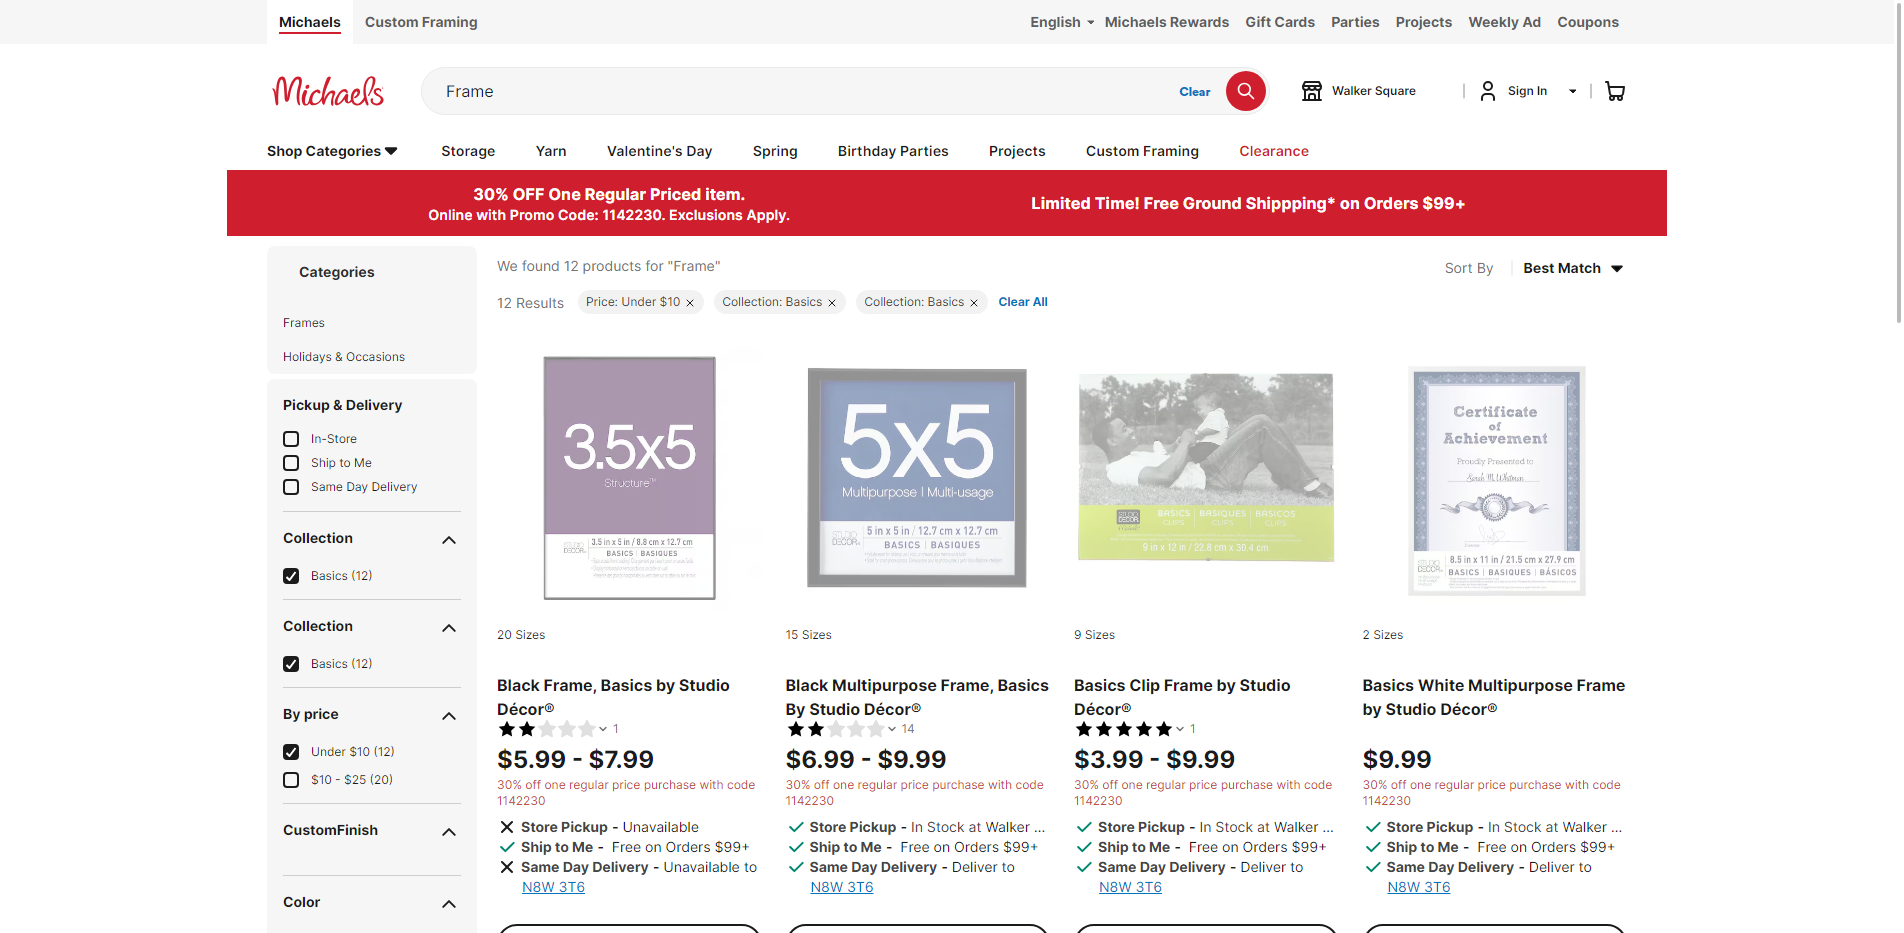 Michaels
Custom Framing
English
Michaels Rewards
Gift Cards
Parties
Projects
Weekly Ad
Coupons
Michaels
Frame
Clear
Walker Square
Sign In
Shop Categories
Storage
Yarn
Valentine's Day
Spring
Birthday Parties
Projects
Custom Framing
Clearance
30% OFF One Regular Priced item.
Online with Promo Code: 1142230. Exclusions Apply.
Limited Time! Free Ground Shippping* on Orders $99+
Categories
Frames
Holidays & Occasions
Pickup & Delivery
In-Store
Ship to Me
Same Day Delivery
Collection
Basics (12)
Collection
Basics (12)
By price
Under $10 (12)
$10 - $25 (20)
CustomFinish
Color
We found 12 products for "Frame"
Sort By
Best Match
12 Results
Price: Under $10
Collection: Basics
Collection: Basics
Clear All
3.5x5
Structure™
3.5 in x 5 in / 8.8 cm x 12.7 cm
BASICS | BASIQUES
20 Sizes
Black Frame, Basics by Studio
Décor®
1
$5.99 - $7.99
30% off one regular price purchase with code
1142230
Store Pickup - Unavailable
Ship to Me - Free on Orders $99+
Same Day Delivery - Unavailable to
N8W 3T6
5x5
Multipurpose | Multi-usage
STUDIO DECOR
5 in x 5 in / 12.7 cm x 12.7 cm
BASICS | BASIQUES
15 Sizes
Black Multipurpose Frame, Basics
By Studio Décor®
14
$6.99 - $9.99
30% off one regular price purchase with code
1142230
Store Pickup - In Stock at Walker ...
Ship to Me - Free on Orders $99+
Same Day Delivery - Deliver to
N8W 3T6
STUDIO DECOR
BASICS | BASIQUES | BASICOS
CLIPS CLIPS CLIPS
9 in x 12 in / 22.8 cm x 30.4 cm
9 Sizes
Basics Clip Frame by Studio
Décor®
1
$3.99 - $9.99
30% off one regular price purchase with code
1142230
Store Pickup - In Stock at Walker ...
Ship to Me - Free on Orders $99+
Same Day Delivery - Deliver to
N8W 3T6
Certificate
of
Achievement
Proudly Presented to
Sarah M. Whitman
STUDIO DECOR
8.5 in x 11 in / 21.5 cm x 27.9 cm
BASICS | BASIQUES | BÁSICOS
2 Sizes
Basics White Multipurpose Frame
by Studio Décor®
$9.99
30% off one regular price purchase with code
1142230
Store Pickup - In Stock at Walker ...
Ship to Me - Free on Orders $99+
Same Day Delivery - Deliver to
N8W 3T6